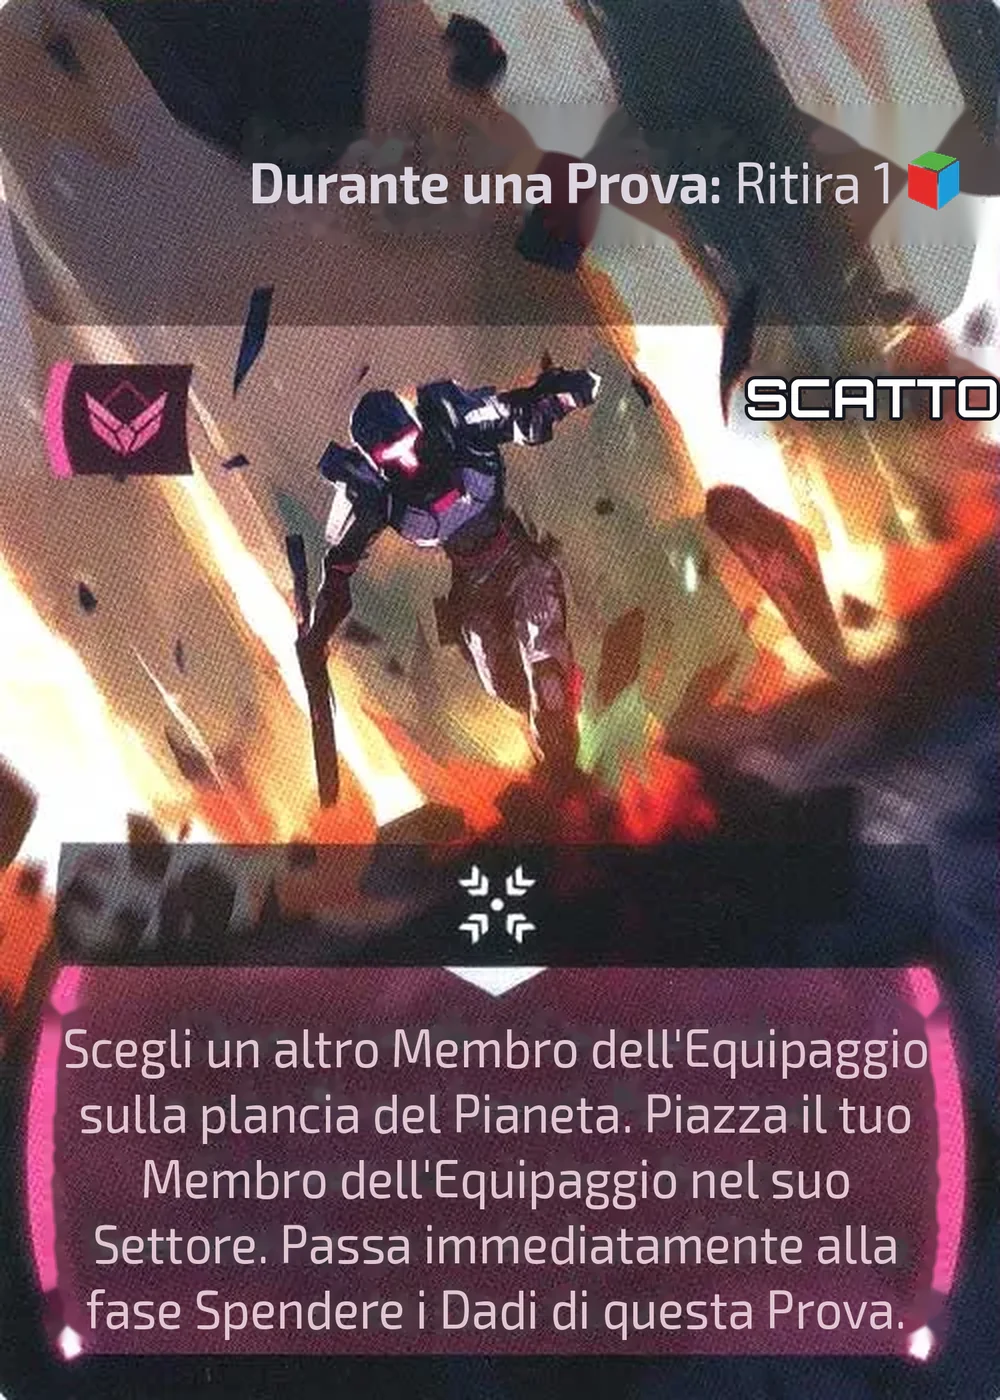 Durante una Prova: Ritira 1
SCATTO
Scegli un altro Membro dell'Equipaggio
sulla plancia del Pianeta. Piazza il tuo
Membro dell'Equipaggio nel suo
Settore. Passa immediatamente alla
fase Spendere i Dadi di questa Prova.